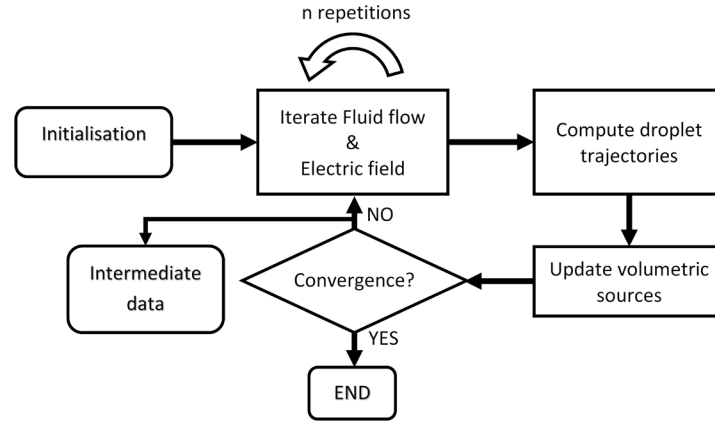 n repetitions
Initialisation
Iterate Fluid flow
&
Electric field
Compute droplet
trajectories
NO
Intermediate
data
Convergence?
Update volumetric
sources
YES
END